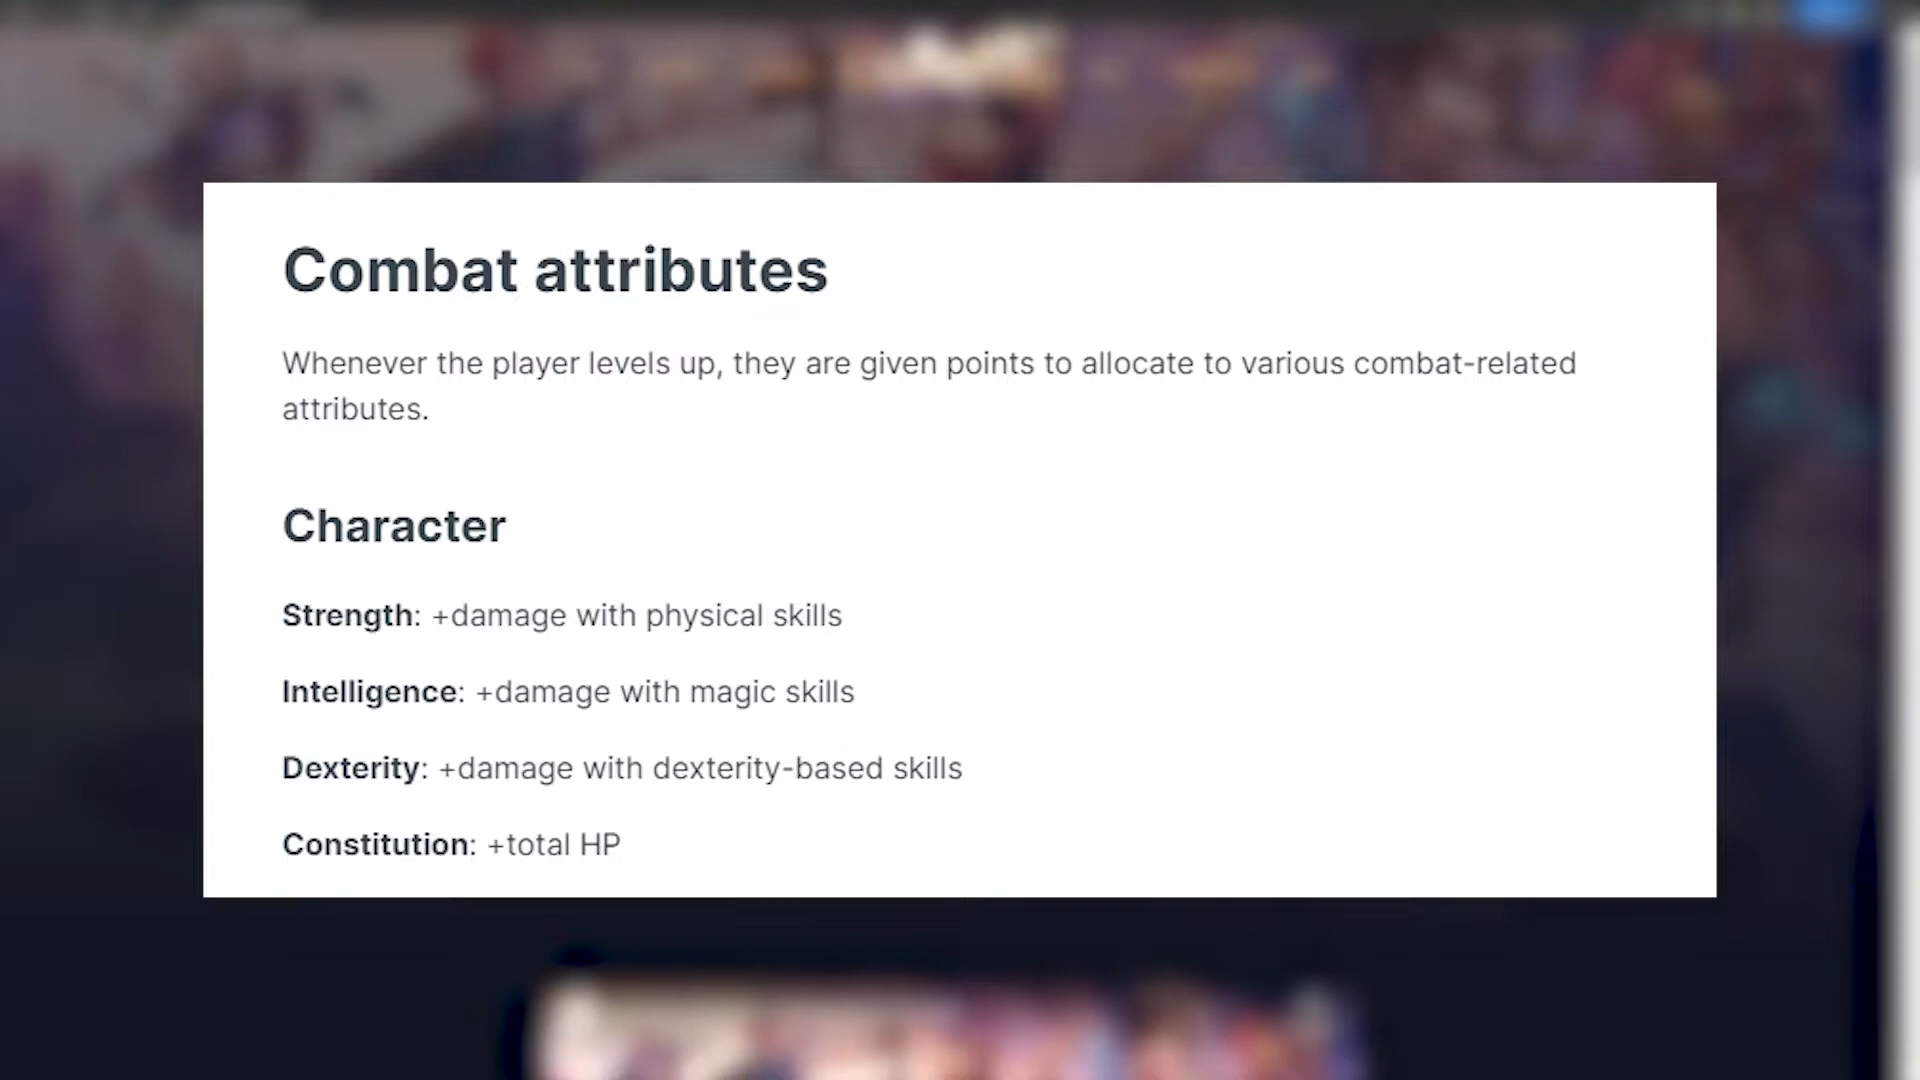 Combat attributes
Whenever the player levels up, they are given points to allocate to various combat-related
attributes.
Character
Strength: +damage with physical skills
Intelligence: +damage with magic skills
Dexterity: +damage with dexterity-based skills
Constitution: +total HP